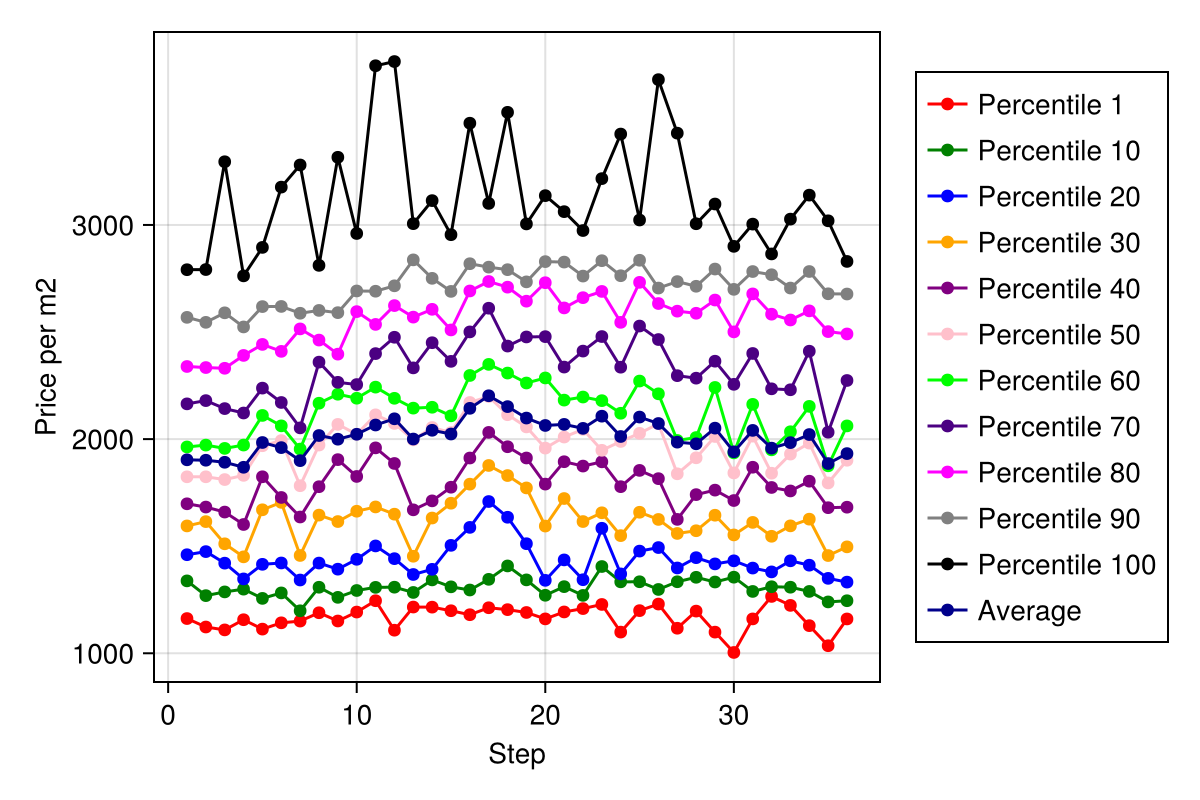 3000
2000
1000
Price per m2
0
10
20
30
Step
Percentile 1
Percentile 10
Percentile 20
Percentile 30
Percentile 40
Percentile 50
Percentile 60
Percentile 70
Percentile 80
Percentile 90
Percentile 100
Average